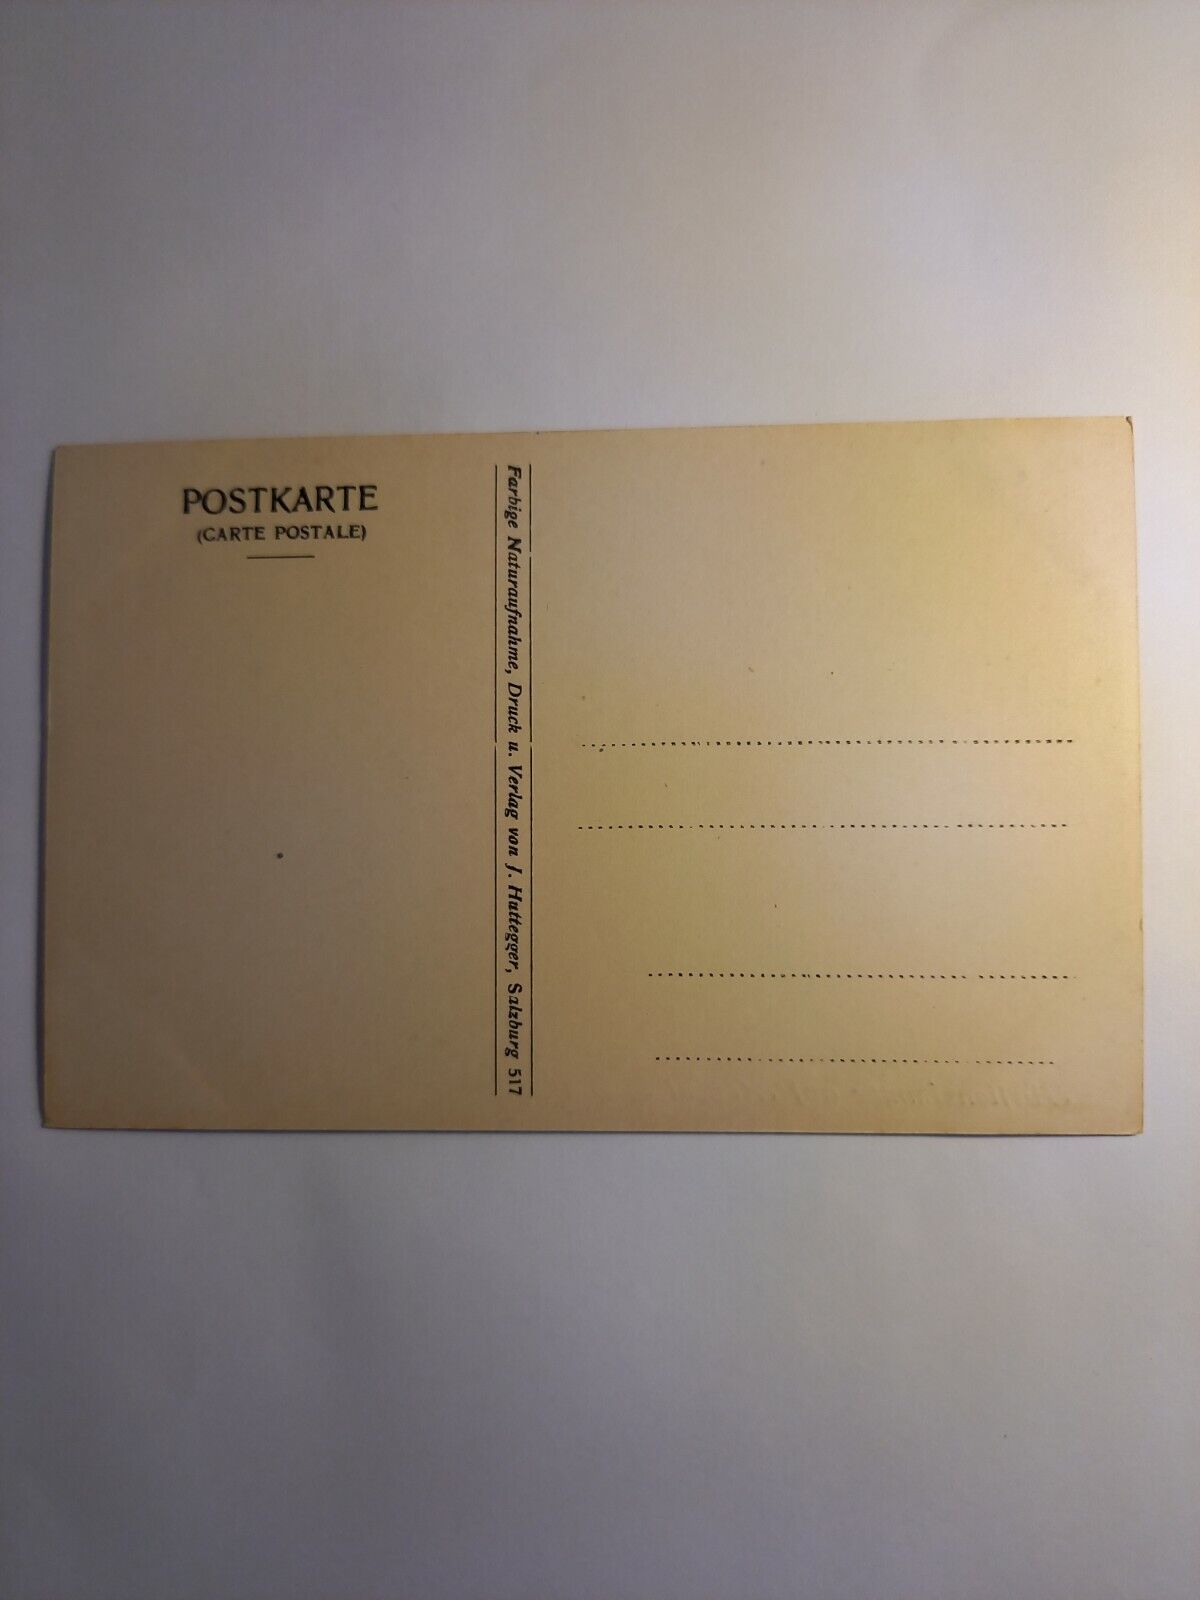 POSTKARTE
(CARTE POSTALE)
Farbige Naturaufnahme, Druck u. Verlag von J. Huttegger, Salzburg 517